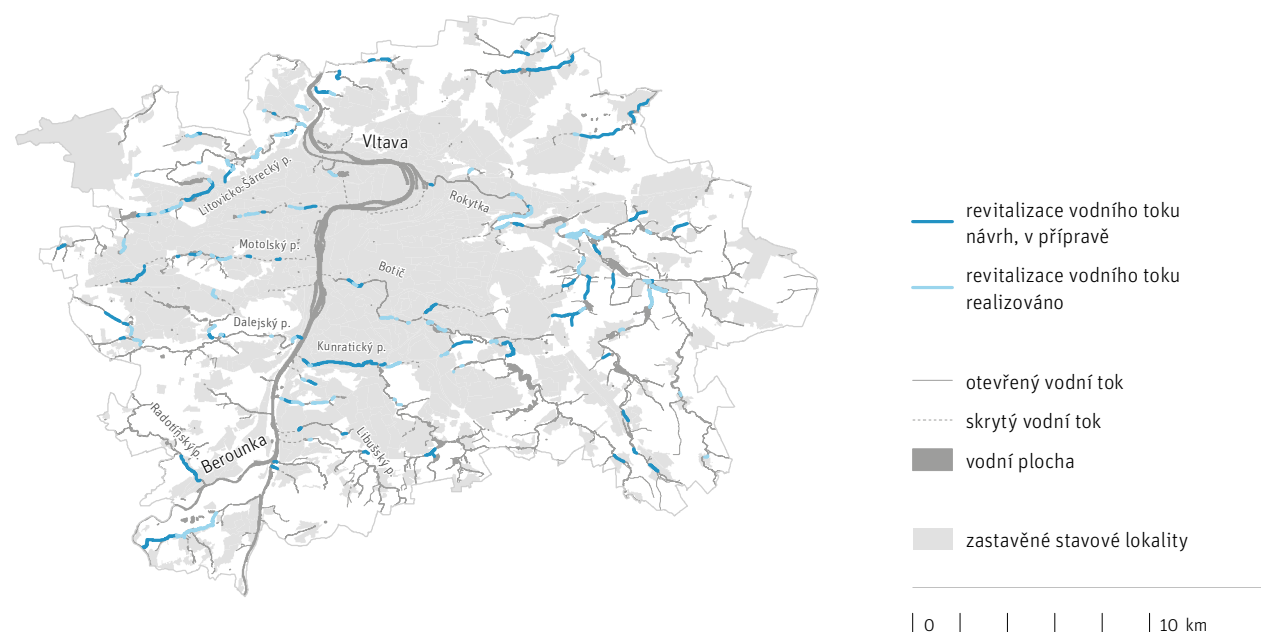 Vltava
Litovicko-Šárecký p.
Rokytka
Motolský p.
Botič
Dalejský p.
Kunratický p.
Radotínský p.
Berounka
Libušský p.
revitalizace vodního toku
návrh, v přípravě
revitalizace vodního toku
realizováno
otevřený vodní tok
skrytý vodní tok
vodní plocha
zastavěné stavové lokality
0 10 km